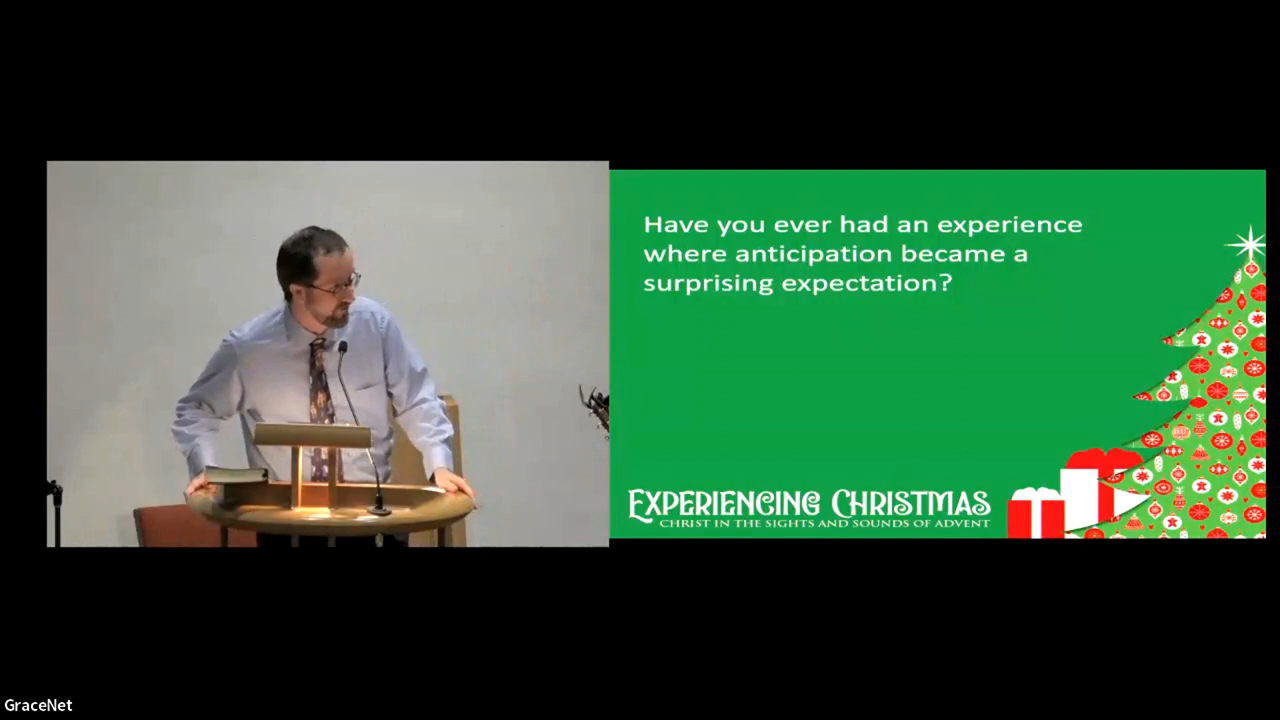 Have you ever had an experience
where anticipation became a
surprising expectation?
EXPERIENCING CHRISTMAS
CHRIST IN THE SIGHTS AND SOUNDS OF ADVENT
GraceNet